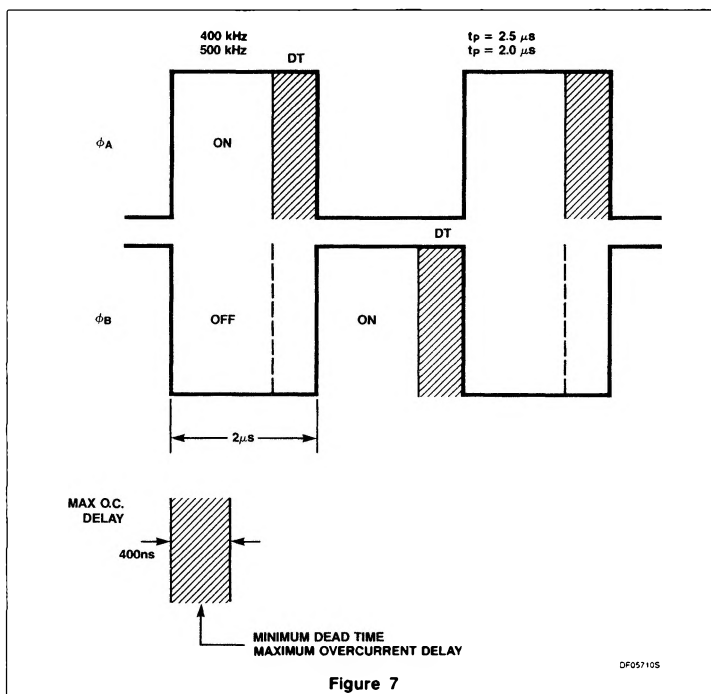 400 kHz
500 kHz
DT
tP = 2.5 μs
tP = 2.0 μs
ϕA
ON
DT
ϕB
OFF
ON
2μs
MAX O.C.
DELAY
400ns
MINIMUM DEAD TIME
MAXIMUM OVERCURRENT DELAY
DF05710S
Figure 7